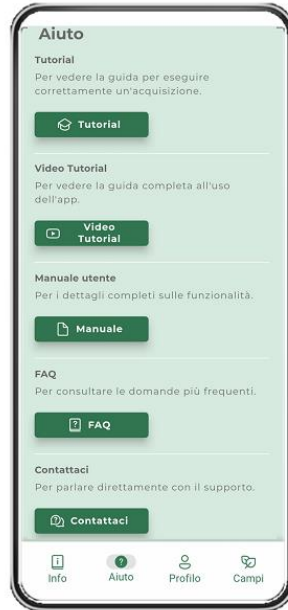 Aiuto
Tutorial
Per vedere la guida per eseguire
correttamente un'acquisizione.
Tutorial
Video Tutorial
Per vedere la guida completa all'uso
dell'app.
Video
Tutorial
Manuale utente
Per i dettagli completi sulle funzionalità.
Manuale
FAQ
Per consultare le domande più frequenti.
FAQ
Contattaci
Per parlare direttamente con il supporto.
Contattaci
Info Aiuto Profilo Campi